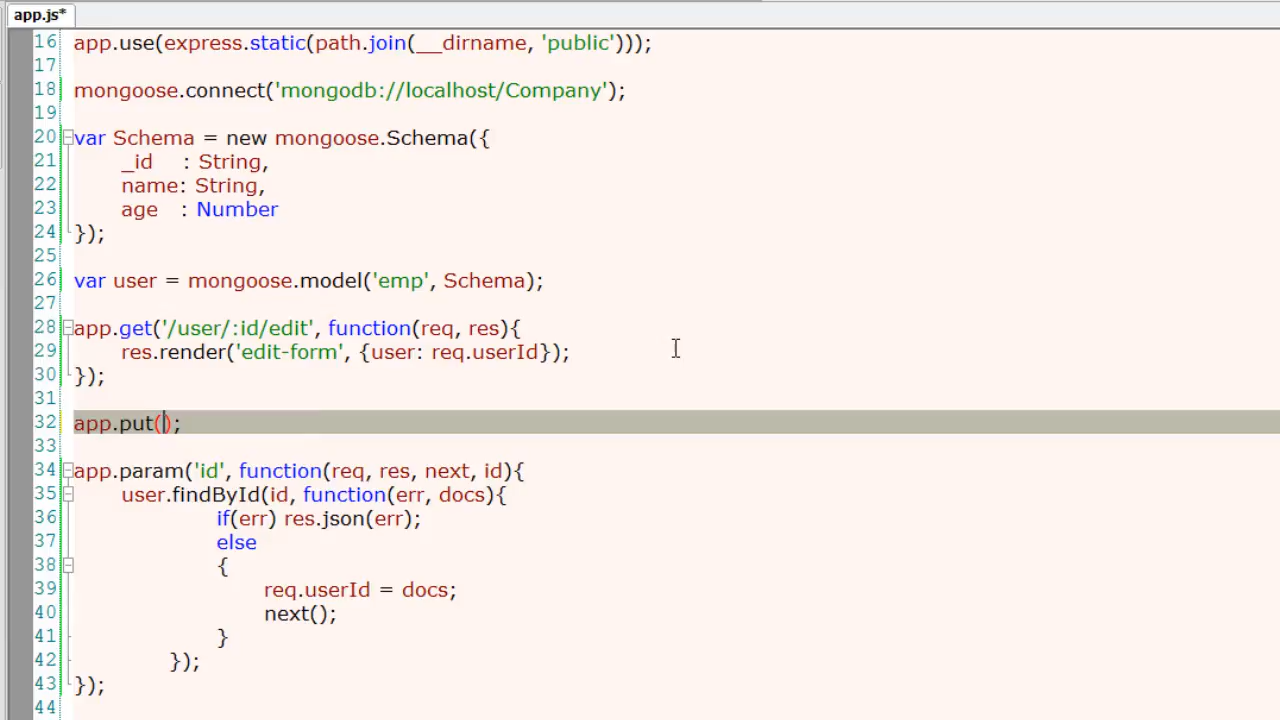 app.js*
16 app.use(express.static(path.join(__dirname, 'public')));
17
18 mongoose.connect('mongodb://localhost/Company');
19
20 var Schema = new mongoose.Schema({
21     _id    : String,
22     name: String,
23     age   : Number
24 });
25
26 var user = mongoose.model('emp', Schema);
27
28 app.get('/user/:id/edit', function(req, res){
29     res.render('edit-form', {user: req.userId});
30 });
31
32 app.put();
33
34 app.param('id', function(req, res, next, id){
35     user.findById(id, function(err, docs){
36             if(err) res.json(err);
37             else
38             {
39                 req.userId = docs;
40                 next();
41             }
42         });
43 });
44